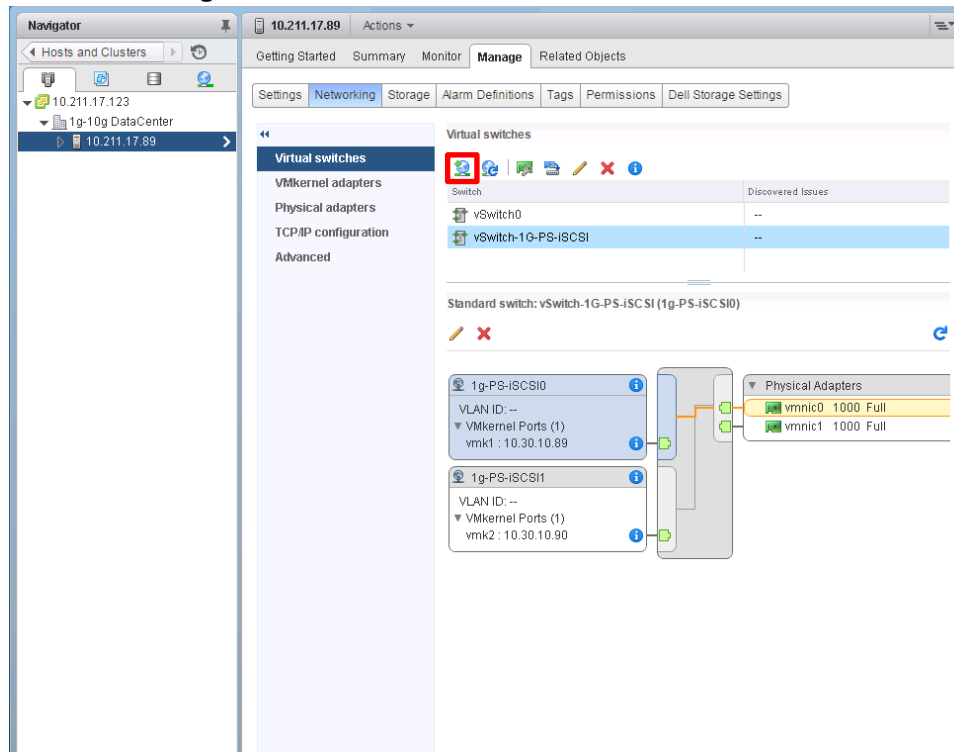 Navigator
Hosts and Clusters
10.211.17.123
1g-10g DataCenter
10.211.17.89
10.211.17.89 Actions
Getting Started Summary Monitor Manage Related Objects
Settings Networking Storage Alarm Definitions Tags Permissions Dell Storage Settings
Virtual switches
VMkernel adapters
Physical adapters
TCP/IP configuration
Advanced
Virtual switches
Switch Discovered Issues
vSwitch0 --
vSwitch-1G-PS-iSCSI --
Standard switch: vSwitch-1G-PS-iSCSI (1g-PS-iSCSI0)
1g-PS-iSCSI0
VLAN ID: --
VMkernel Ports (1)
vmk1 : 10.30.10.89
1g-PS-iSCSI1
VLAN ID: --
VMkernel Ports (1)
vmk2 : 10.30.10.90
Physical Adapters
vmnic0 1000 Full
vmnic1 1000 Full